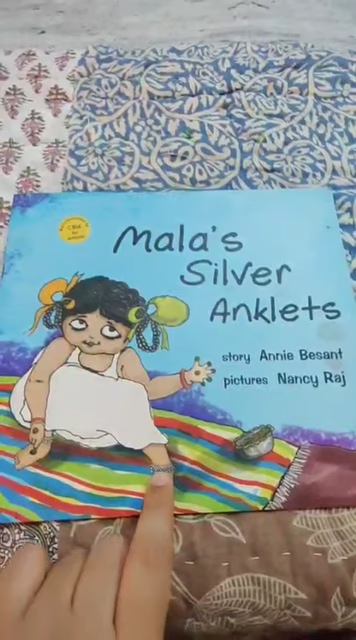 Mala's
Silver
Anklets
story Annie Besant
pictures Nancy Raj